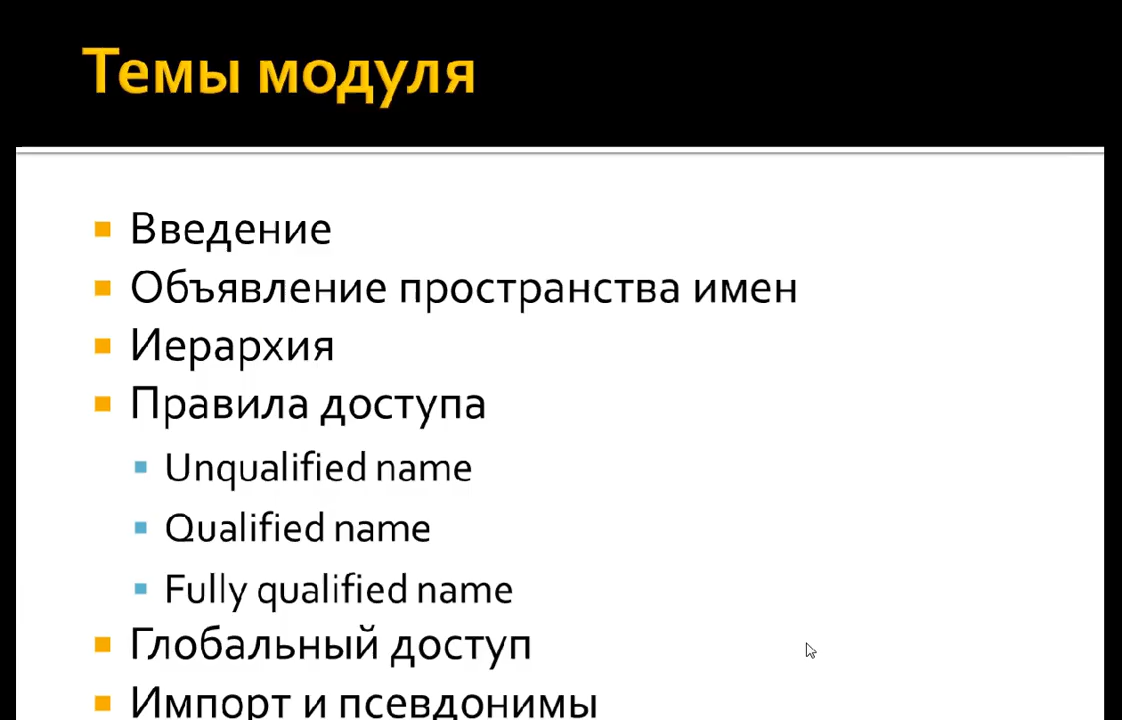 Темы модуля
Введение
Объявление пространства имен
Иерархия
Правила доступа
Unqualified name
Qualified name
Fully qualified name
Глобальный доступ
Импорт и псевдонимы